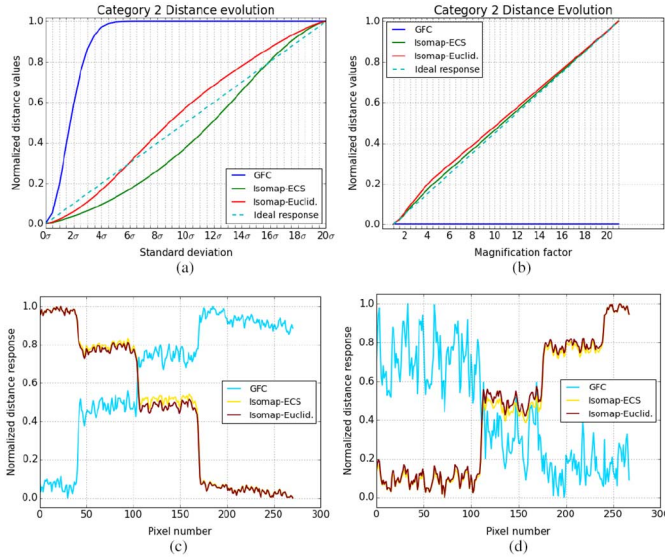 Category 2 Distance evolution
Normalized distance values
1.0
0.8
0.6
0.4
0.2
0.0
GFC
Isomap-ECS
Isomap-Euclid.
Ideal response
0σ 2σ 4σ 6σ 8σ 10σ 12σ 14σ 16σ 18σ 20σ
Standard deviation
(a)
Category 2 Distance Evolution
Normalized distance values
1.0
0.8
0.6
0.4
0.2
0.0
GFC
Isomap-ECS
Isomap-Euclid.
Ideal response
2 4 6 8 10 12 14 16 18 20
Magnification factor
(b)
Normalized distance response
1.0
0.8
0.6
0.4
0.2
0.0
GFC
Isomap-ECS
Isomap-Euclid.
0 50 100 150 200 250 300
Pixel number
(c)
Normalized distance response
1.0
0.8
0.6
0.4
0.2
0.0
GFC
Isomap-ECS
Isomap-Euclid.
0 50 100 150 200 250 300
Pixel number
(d)